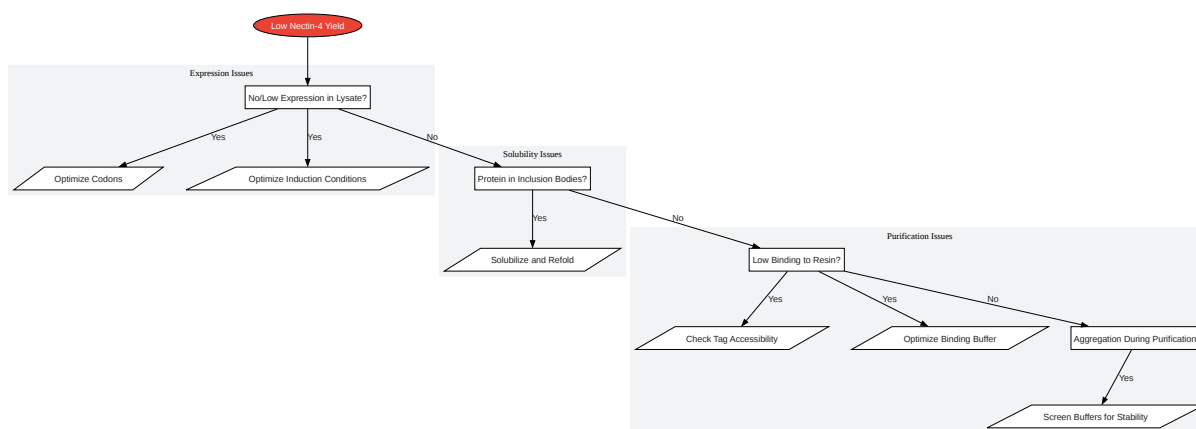 Low Nectin-4 Yield
Expression Issues
No/Low Expression in Lysate?
Yes
Yes
No
Optimize Codons
Optimize Induction Conditions
Solubility Issues
Protein in Inclusion Bodies?
Yes
No
Solubilize and Refold
Purification Issues
Low Binding to Resin?
Yes
Yes
No
Check Tag Accessibility
Optimize Binding Buffer
Aggregation During Purification
Yes
Screen Buffers for Stability